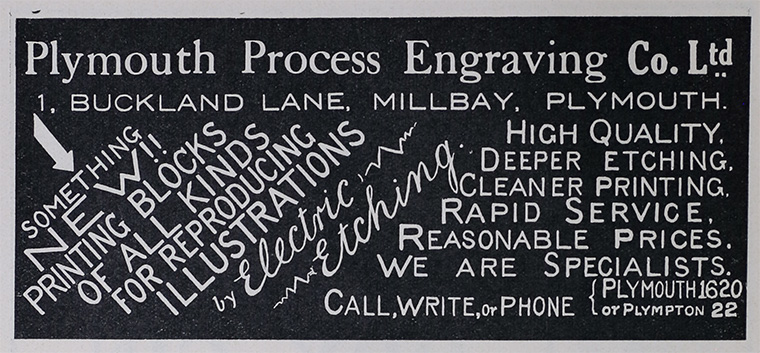 Plymouth Process Engraving Co. Ltd
1, BUCKLAND LANE, MILLBAY, PLYMOUTH.
SOMETHING
NEW!!
PRINTING BLOCKS
OF ALL KINDS
FOR REPRODUCING
ILLUSTRATIONS
by Electric
Etching.
HIGH QUALITY,
DEEPER ETCHING,
CLEANER PRINTING,
RAPID SERVICE,
REASONABLE PRICES.
WE ARE SPECIALISTS.
CALL, WRITE, or PHONE { PLYMOUTH 1620
or PLYMPTON 22